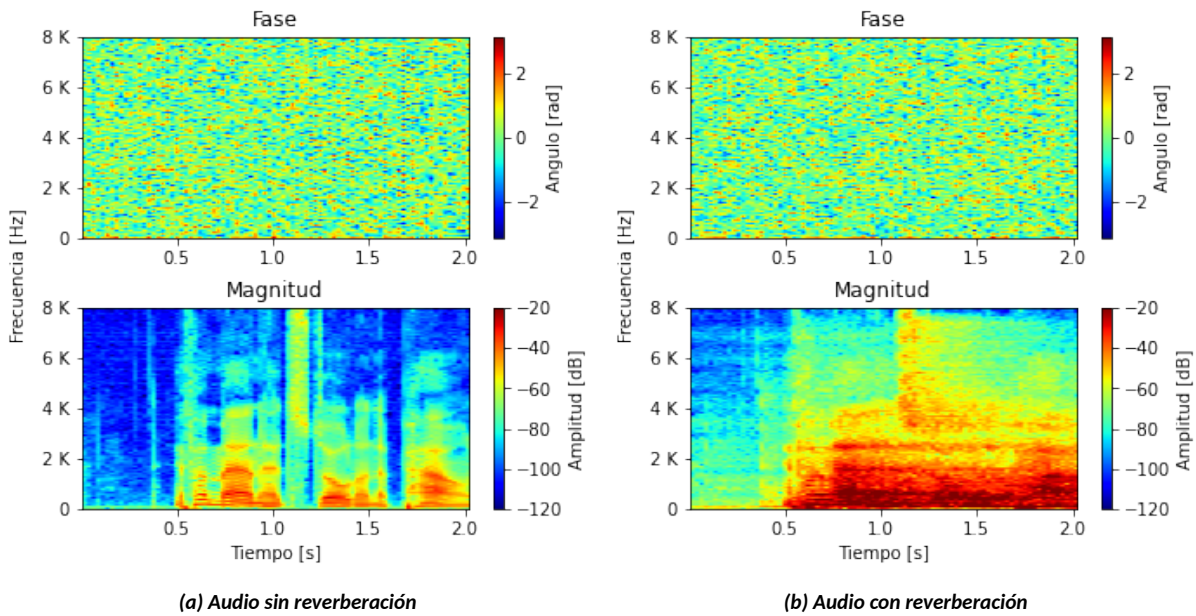 Fase
8 K
6 K
4 K
2 K
0
0.5
1.0
1.5
2.0
2
0
−2
Angulo [rad]
Frecuencia [Hz]
Magnitud
8 K
6 K
4 K
2 K
0
0.5
1.0
1.5
2.0
Tiempo [s]
−20
−40
−60
−80
−100
−120
Amplitud [dB]
(a) Audio sin reverberación
Fase
8 K
6 K
4 K
2 K
0
0.5
1.0
1.5
2.0
2
0
−2
Angulo [rad]
Frecuencia [Hz]
Magnitud
8 K
6 K
4 K
2 K
0
0.5
1.0
1.5
2.0
Tiempo [s]
−20
−40
−60
−80
−100
−120
Amplitud [dB]
(b) Audio con reverberación